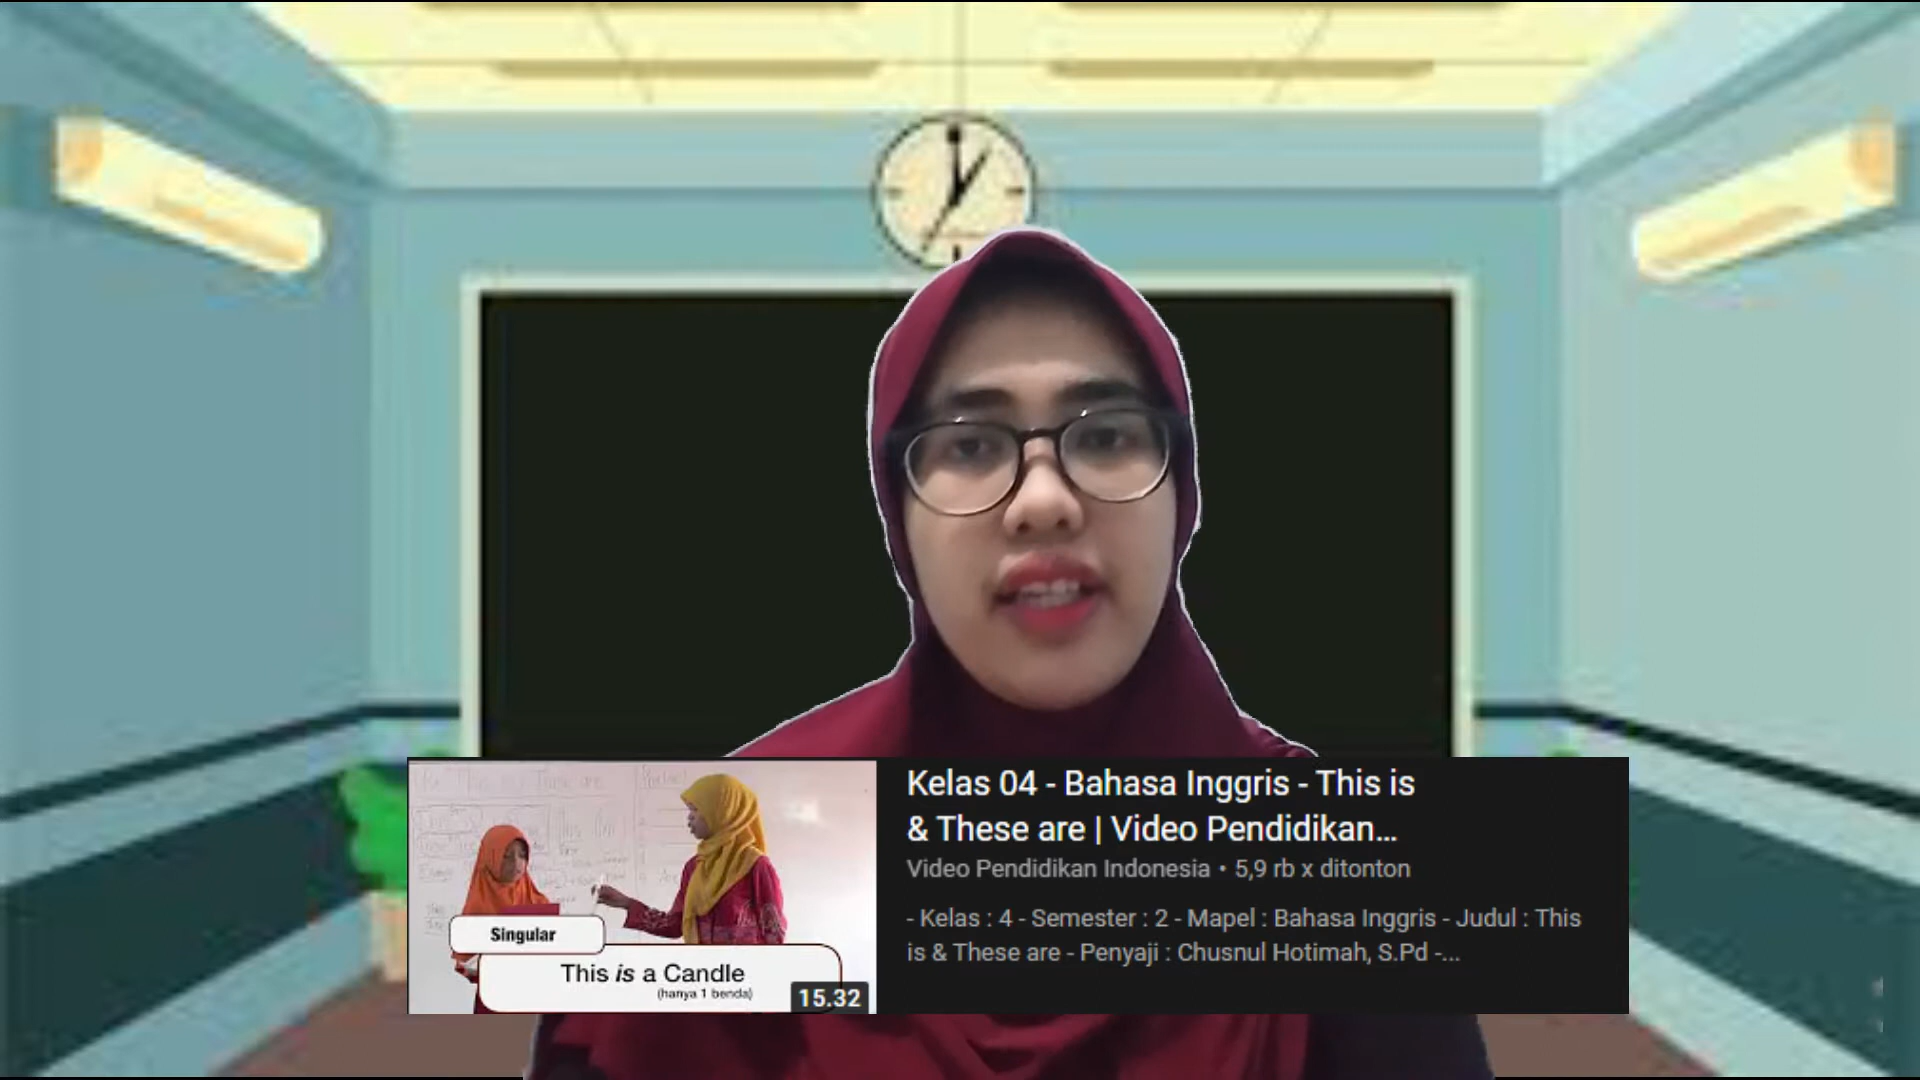 Kelas 04 - Bahasa Inggris - This is
& These are | Video Pendidikan...
Video Pendidikan Indonesia • 5,9 rb x ditonton
- Kelas : 4 - Semester : 2 - Mapel : Bahasa Inggris - Judul : This
is & These are - Penyaji : Chusnul Hotimah, S.Pd -...
Singular
This is a Candle
(hanya 1 benda)
15.32